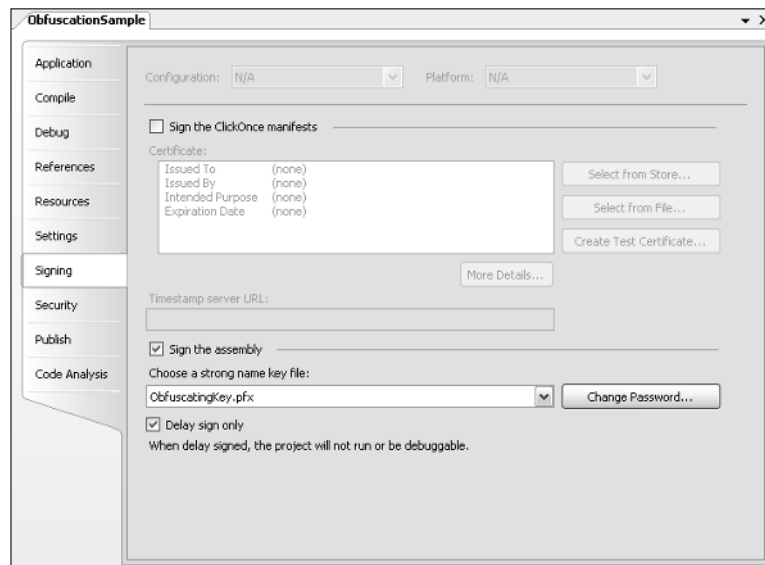 ObfuscationSample
Application
Compile
Debug
References
Resources
Settings
Signing
Security
Publish
Code Analysis
Configuration: N/A Platform: N/A
Sign the ClickOnce manifests
Certificate:
Issued To (none)
Issued By (none)
Intended Purpose (none)
Expiration Date (none)
Select from Store...
Select from File...
Create Test Certificate...
More Details...
Timestamp server URL:
Sign the assembly
Choose a strong name key file:
ObfuscatingKey.pfx Change Password...
Delay sign only
When delay signed, the project will not run or be debuggable.